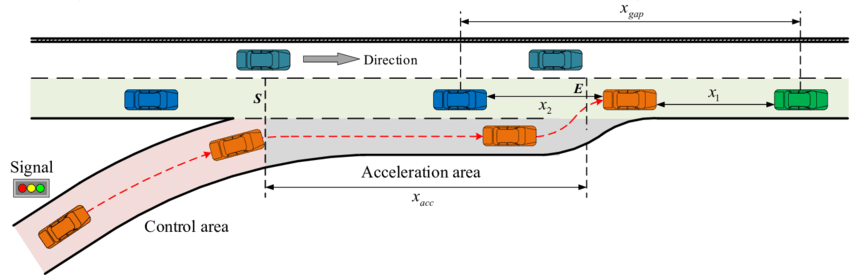 x_gap
Direction
S
E
x_2
x_1
Signal
Acceleration area
x_acc
Control area